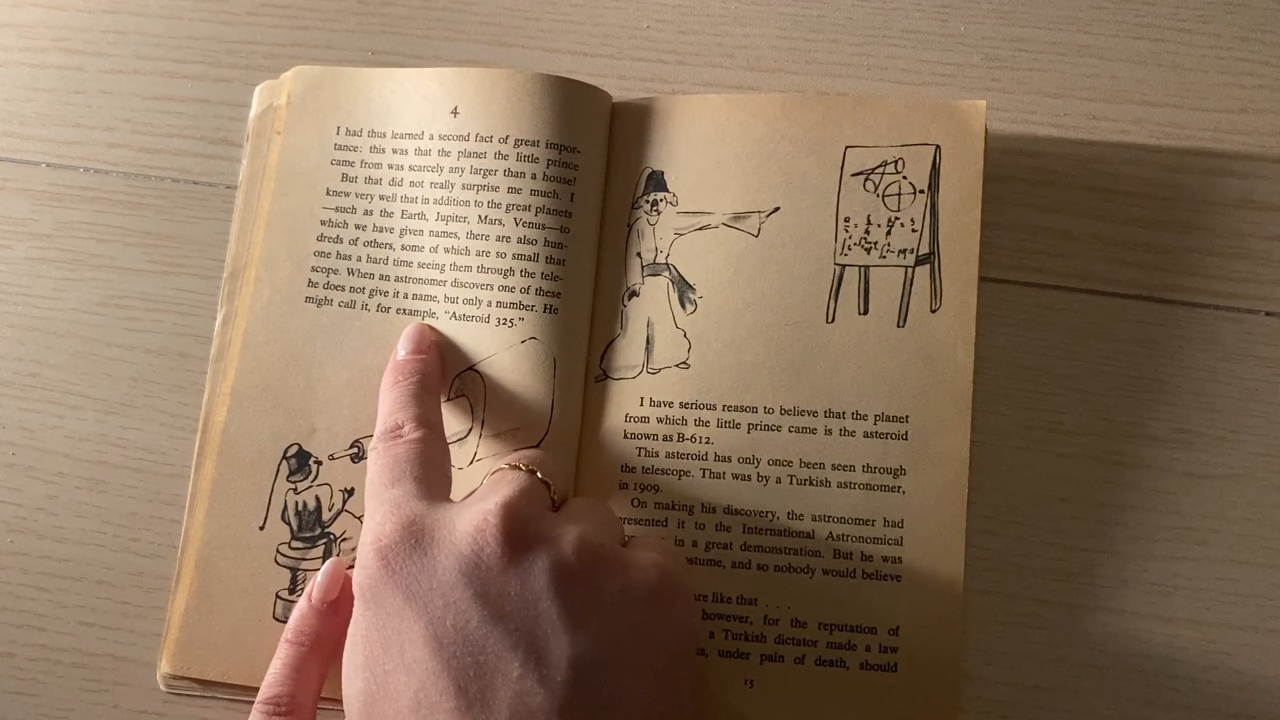 4
I had thus learned a second fact of great impor-
tance: this was that the planet the little prince
came from was scarcely any larger than a house!
But that did not really surprise me much. I
knew very well that in addition to the great planets
—such as the Earth, Jupiter, Mars, Venus—to
which we have given names, there are also hun-
dreds of others, some of which are so small that
one has a hard time seeing them through the tele-
scope. When an astronomer discovers one of these
he does not give it a name, but only a number. He
might call it, for example, “Asteroid 325.”
I have serious reason to believe that the planet
from which the little prince came is the asteroid
known as B-612.
This asteroid has only once been seen through
the telescope. That was by a Turkish astronomer,
in 1909.
On making his discovery, the astronomer had
presented it to the International Astronomical
in a great demonstration. But he was
and so nobody would believe
are like that . . .
however, for the reputation of
a Turkish dictator made a law
under pain of death, should
15